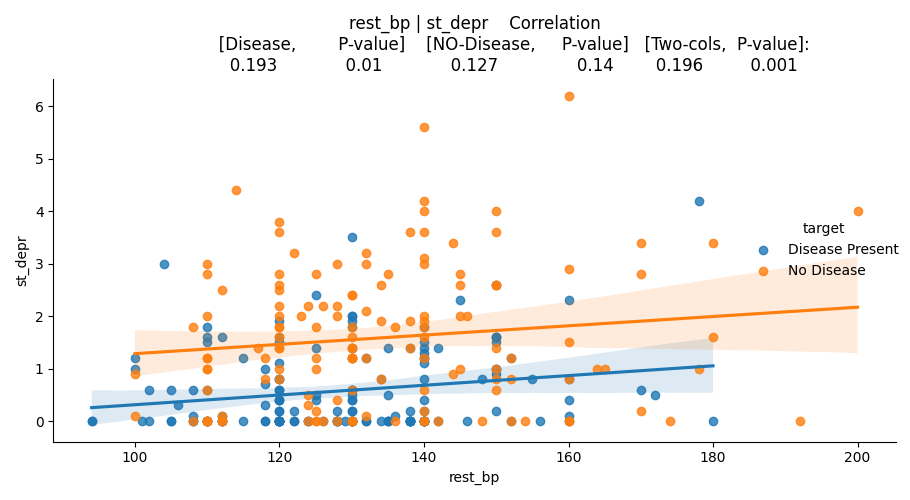 rest_bp | st_depr    Correlation
[Disease,        P-value]    [NO-Disease,     P-value]   [Two-cols,  P-value]:
0.193             0.01             0.127               0.14        0.196         0.001
6
5
4
3
2
1
0
st_depr
target
Disease Present
No Disease
100 120 140 160 180 200
rest_bp